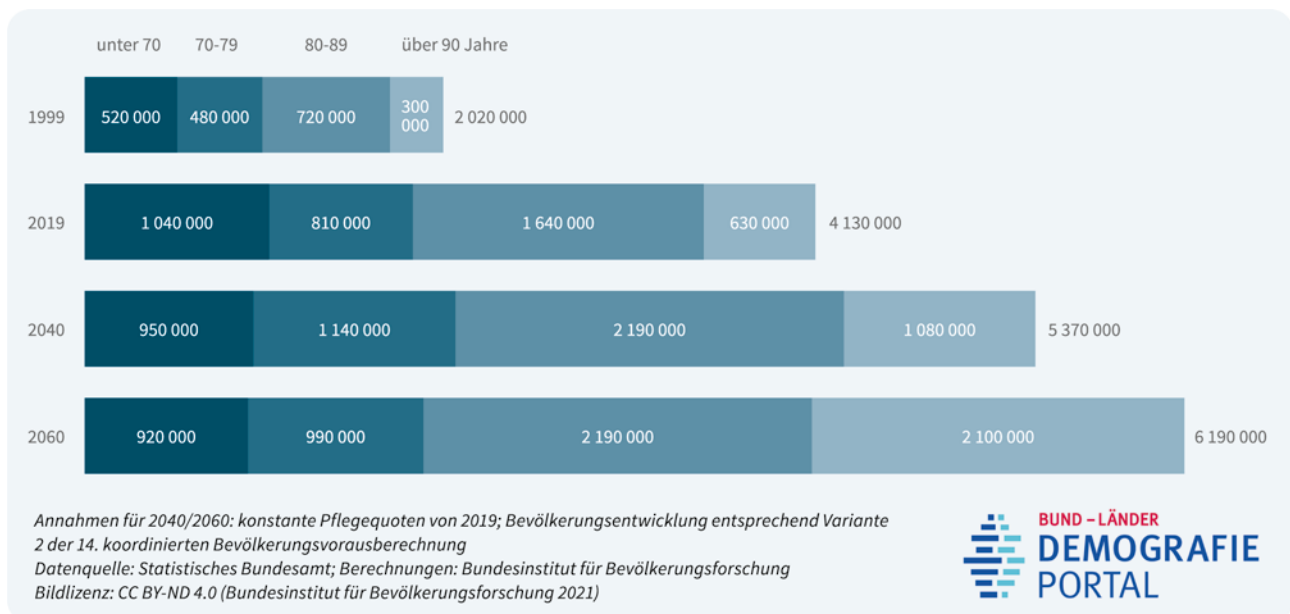 unter 70 70-79 80-89 über 90 Jahre
1999 520 000 480 000 720 000 300 000 2 020 000
2019 1 040 000 810 000 1 640 000 630 000 4 130 000
2040 950 000 1 140 000 2 190 000 1 080 000 5 370 000
2060 920 000 990 000 2 190 000 2 100 000 6 190 000
Annahmen für 2040/2060: konstante Pflegequoten von 2019; Bevölkerungsentwicklung entsprechend Variante
2 der 14. koordinierten Bevölkerungsvorausberechnung
Datenquelle: Statistisches Bundesamt; Berechnungen: Bundesinstitut für Bevölkerungsforschung
Bildlizenz: CC BY-ND 4.0 (Bundesinstitut für Bevölkerungsforschung 2021)
BUND – LÄNDER
DEMOGRAFIE
PORTAL